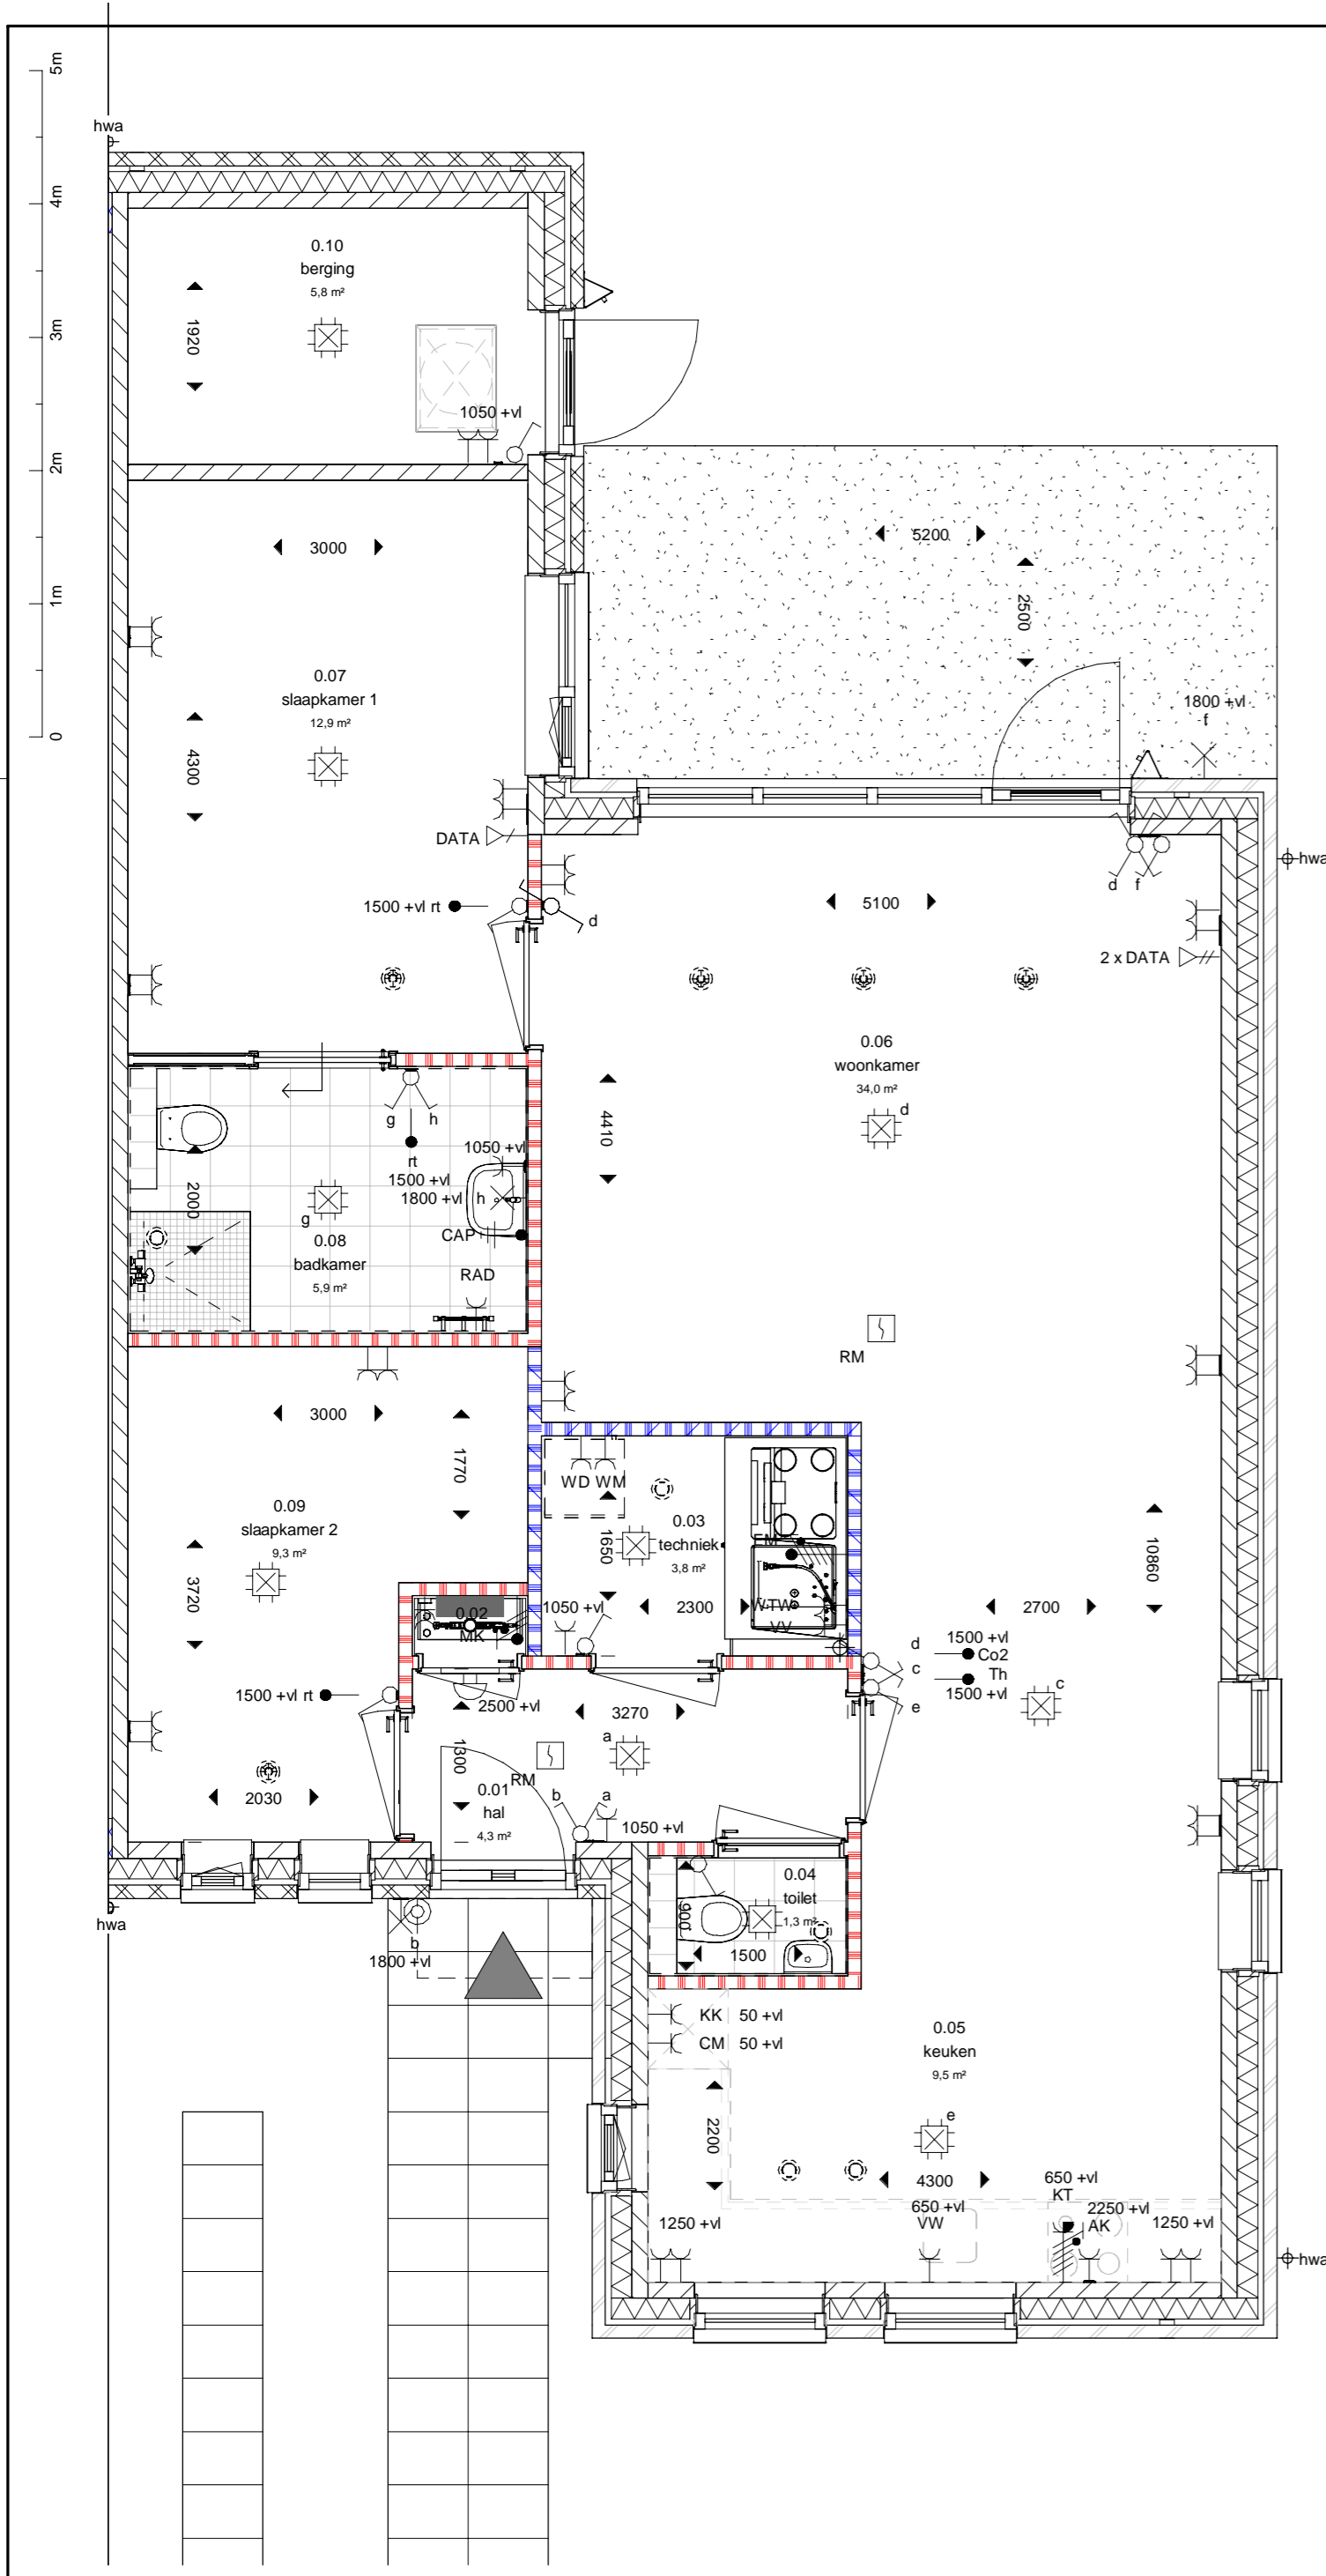 5m
4m
3m
2m
1m
0
hwa
0.10
berging
5,8 m²
1920
1050 +vl
3000
0.07
slaapkamer 1
12,9 m²
4300
DATA
1500 +vl rt
d
5200
2500
1800 +vl
f
d
f
hwa
5100
2 x DATA
0.06
woonkamer
34,0 m²
d
4410
g
h
rt
1500 +vl
1050 +vl
1800 +vl h
2000
g
0.08
badkamer
5,9 m²
CAP
RAD
RM
3000
1770
0.09
slaapkamer 2
9,3 m²
3720
WD
WM
0.03
techniek
3,8 m²
1650
2300
WTW
VV
0.02
MK
1050 +vl
10860
2700
d
c
e
1500 +vl
Co2
Th
1500 +vl
c
1500 +vl rt
2500 +vl
3270
a
1300
RM
0.01
hal
4,3 m²
b
a
1050 +vl
2030
0.04
toilet
1,3 m²
900
1500
hwa
b
1800 +vl
KK 50 +vl
CM 50 +vl
0.05
keuken
9,5 m²
2200
e
4300
1250 +vl
650 +vl
VW
650 +vl
KT
2250 +vl
AK
1250 +vl
hwa